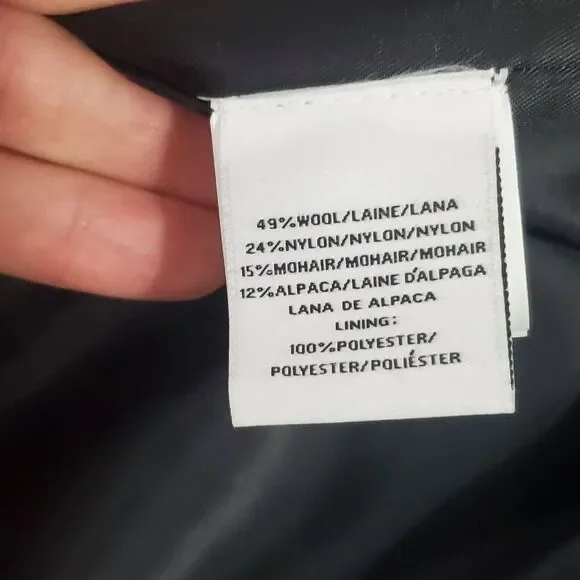 49%WOOL/LAINE/LANA
24%NYLON/NYLON/NYLON
15%MOHAIR/MOHAIR/MOHAIR
12%ALPACA/LAINE D'ALPAGA
LANA DE ALPACA
LINING:
100%POLYESTER/
POLYESTER/POLIÉSTER